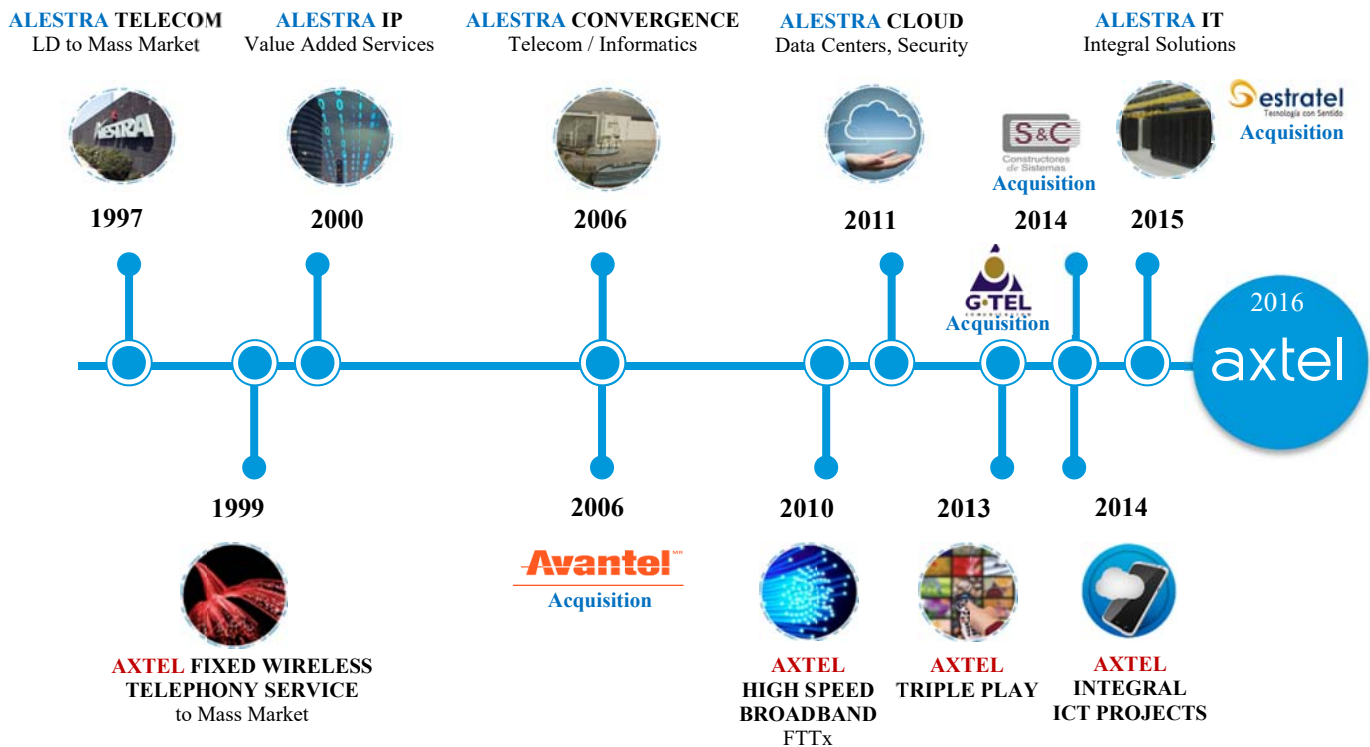 ALESTRA TELECOM
LD to Mass Market
ALESTRA IP
Value Added Services
ALESTRA CONVERGENCE
Telecom / Informatics
ALESTRA CLOUD
Data Centers, Security
ALESTRA IT
Integral Solutions
ALESTRA
S&C
Constructores
de Sistemas
Acquisition
estratel
Tecnología con Sentido
Acquisition
1997
2000
2006
2011
2014
2015
G·TEL
Acquisition
2016
axtel
1999
2006
2010
2013
2014
Avantel MR
Acquisition
AXTEL FIXED WIRELESS
TELEPHONY SERVICE
to Mass Market
AXTEL
HIGH SPEED
BROADBAND
FTTx
AXTEL
TRIPLE PLAY
AXTEL
INTEGRAL
ICT PROJECTS